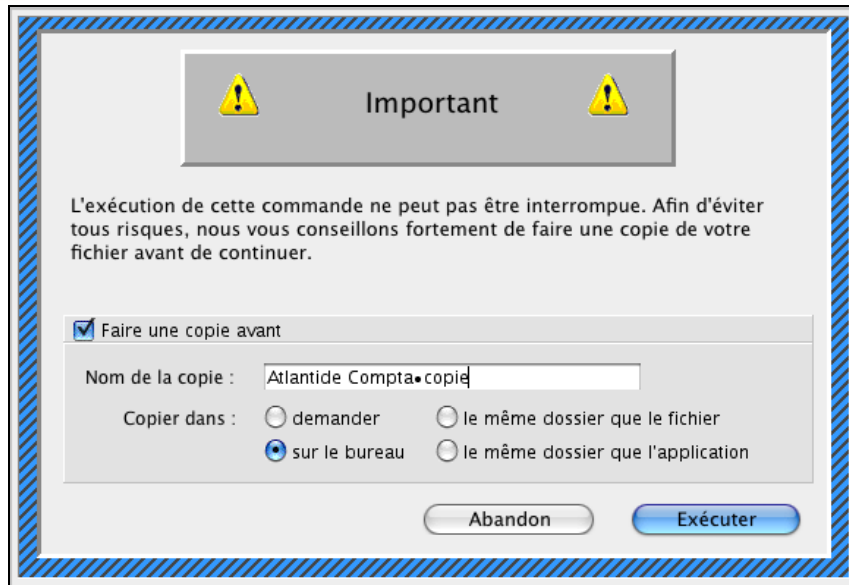 Important
L'exécution de cette commande ne peut pas être interrompue. Afin d'éviter
tous risques, nous vous conseillons fortement de faire une copie de votre
fichier avant de continuer.
Faire une copie avant
Nom de la copie : Atlantide Compta•copie
Copier dans : demander le même dossier que le fichier
sur le bureau le même dossier que l'application
Abandon Exécuter